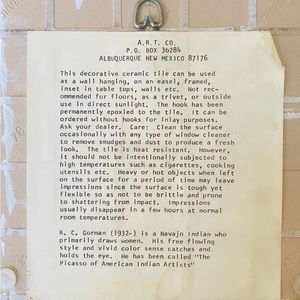 A.R.T. CO.
P.O. BOX 36284
ALBUQUERQUE NEW MEXICO 87176
This decorative ceramic tile can be used
as a wall hanging, on an easel, framed,
inset in table tops, walls etc. Not rec-
ommended for floors, as a trivet, or outside
use in direct sunlight. The hook has been
permanently epoxied to the tile. It can be
ordered without hooks for inlay purposes.
Ask your dealer. Care: Clean the surface
occasionally with any type of window cleaner
to remove smudges and dust to produce a fresh
look. The tile is heat resistent. However,
it should not be intentionally subjected to
high temperatures such as cigarettes, cooking
utensils etc. Heavy or hot objects when left
on the surface for a period of time may leave
impressions since the surface is tough yet
flexible so as not to be brittle and prone
to shattering from impact. Impressions
usually disappear in a few hours at normal
room temperatures.
R. C. Gorman (1932-) is a Navajo Indian who
primarily draws women. His free flowing
style and vivid color sense catches and
holds the eye. He has been called "The
Picasso of American Indian Artists"